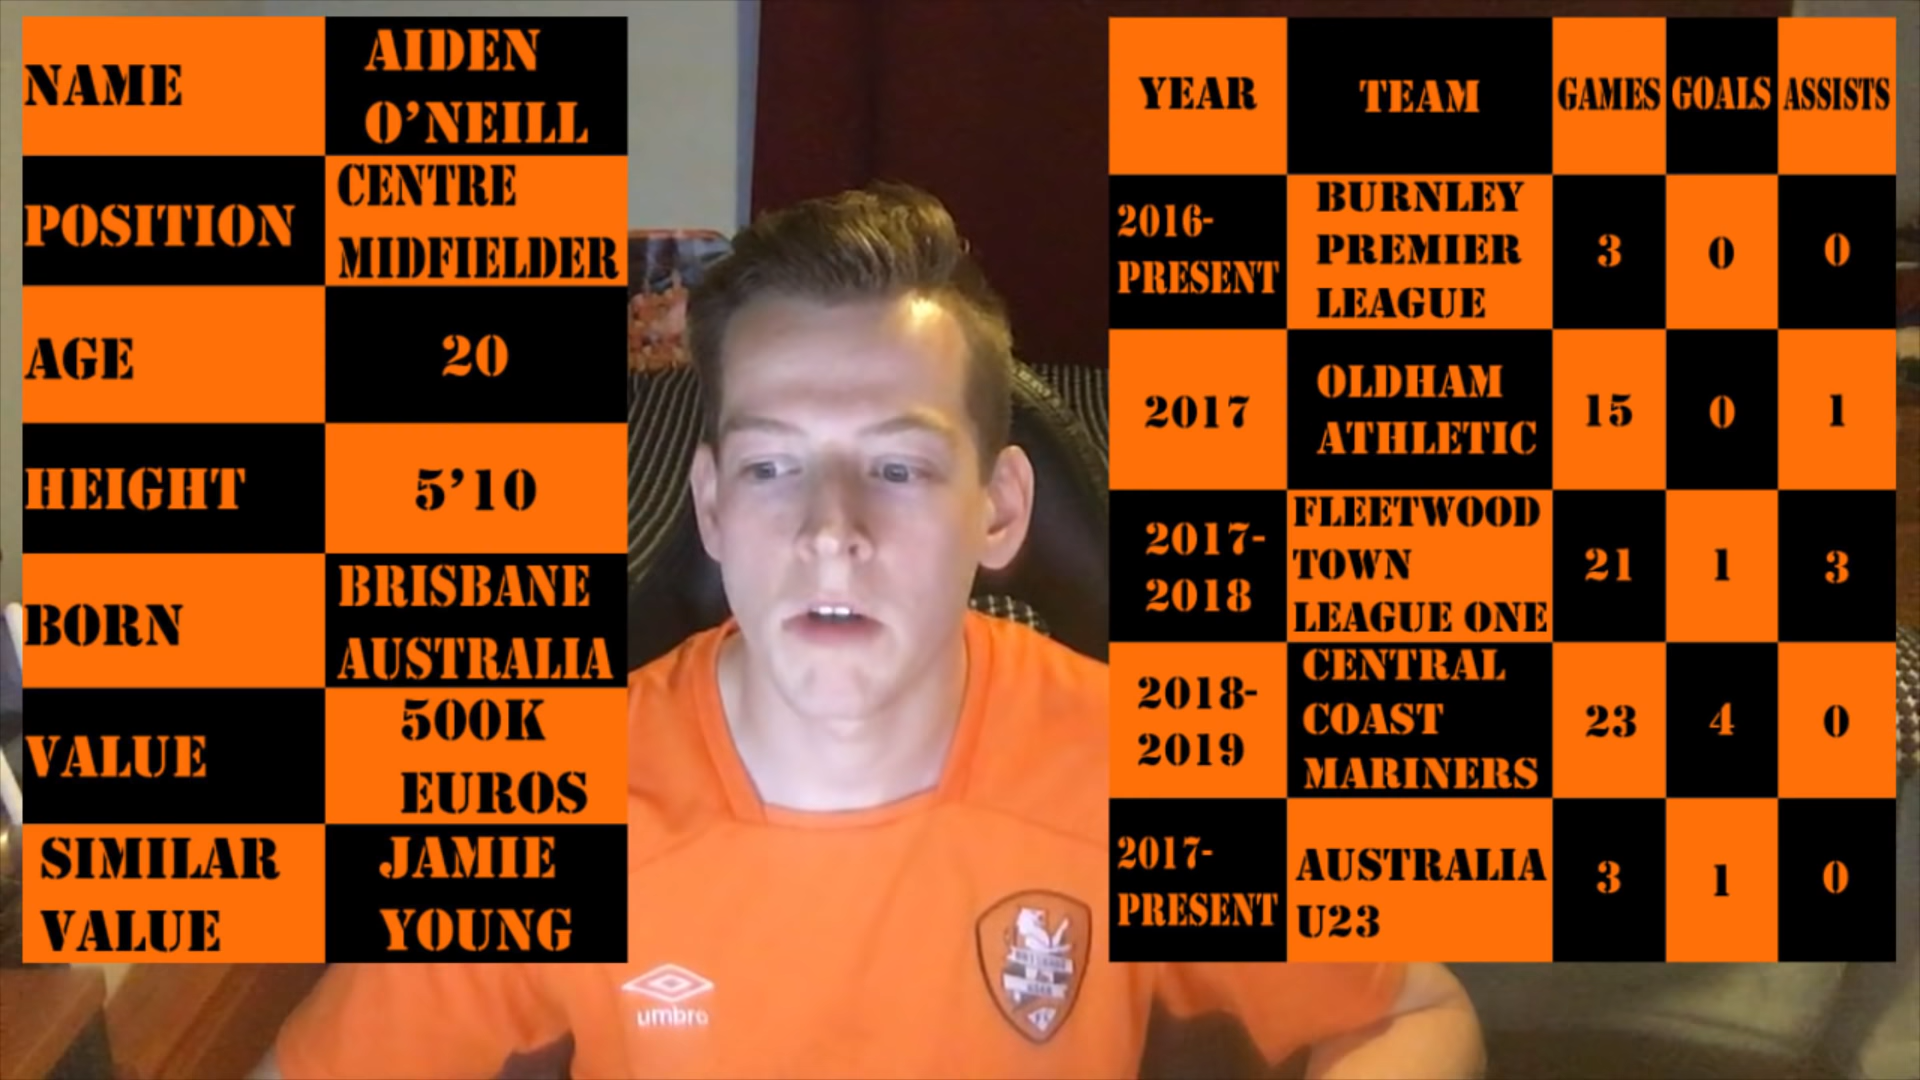 NAME
AIDEN
O'NEILL
POSITION
CENTRE
MIDFIELDER
AGE
20
HEIGHT
5'10
BORN
BRISBANE
AUSTRALIA
VALUE
500K
EUROS
SIMILAR
VALUE
JAMIE
YOUNG
YEAR TEAM GAMES GOALS ASSISTS
2016-
PRESENT
BURNLEY
PREMIER
LEAGUE
3 0 0
2017
OLDHAM
ATHLETIC
15 0 1
2017-
2018
FLEETWOOD
TOWN
LEAGUE ONE
21 1 3
2018-
2019
CENTRAL
COAST
MARINERS
23 4 0
2017-
PRESENT
AUSTRALIA
U23
3 1 0
umbro